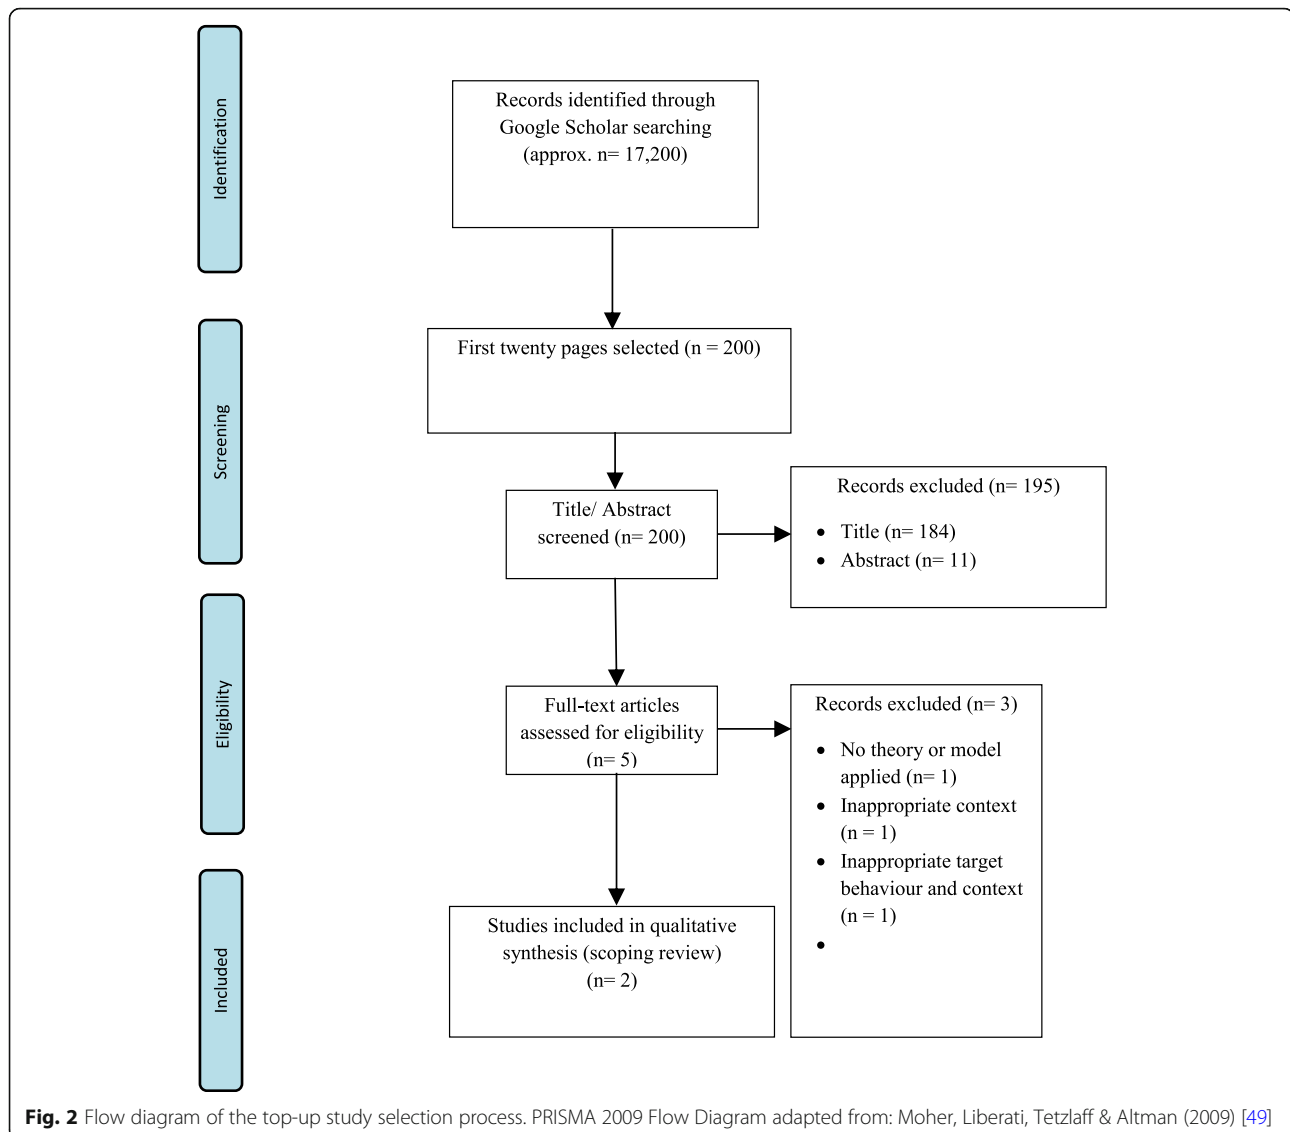 Identification
Records identified through
Google Scholar searching
(approx. n= 17,200)
Screening
First twenty pages selected (n = 200)
Title/ Abstract
screened (n= 200)
Records excluded (n= 195)
• Title (n= 184)
• Abstract (n= 11)
Eligibility
Full-text articles
assessed for eligibility
(n= 5)
Records excluded (n= 3)
• No theory or model
applied (n= 1)
• Inappropriate context
(n = 1)
• Inappropriate target
behaviour and context
(n = 1)
•
Included
Studies included in qualitative
synthesis (scoping review)
(n= 2)
Fig. 2 Flow diagram of the top-up study selection process. PRISMA 2009 Flow Diagram adapted from: Moher, Liberati, Tetzlaff & Altman (2009) [49]